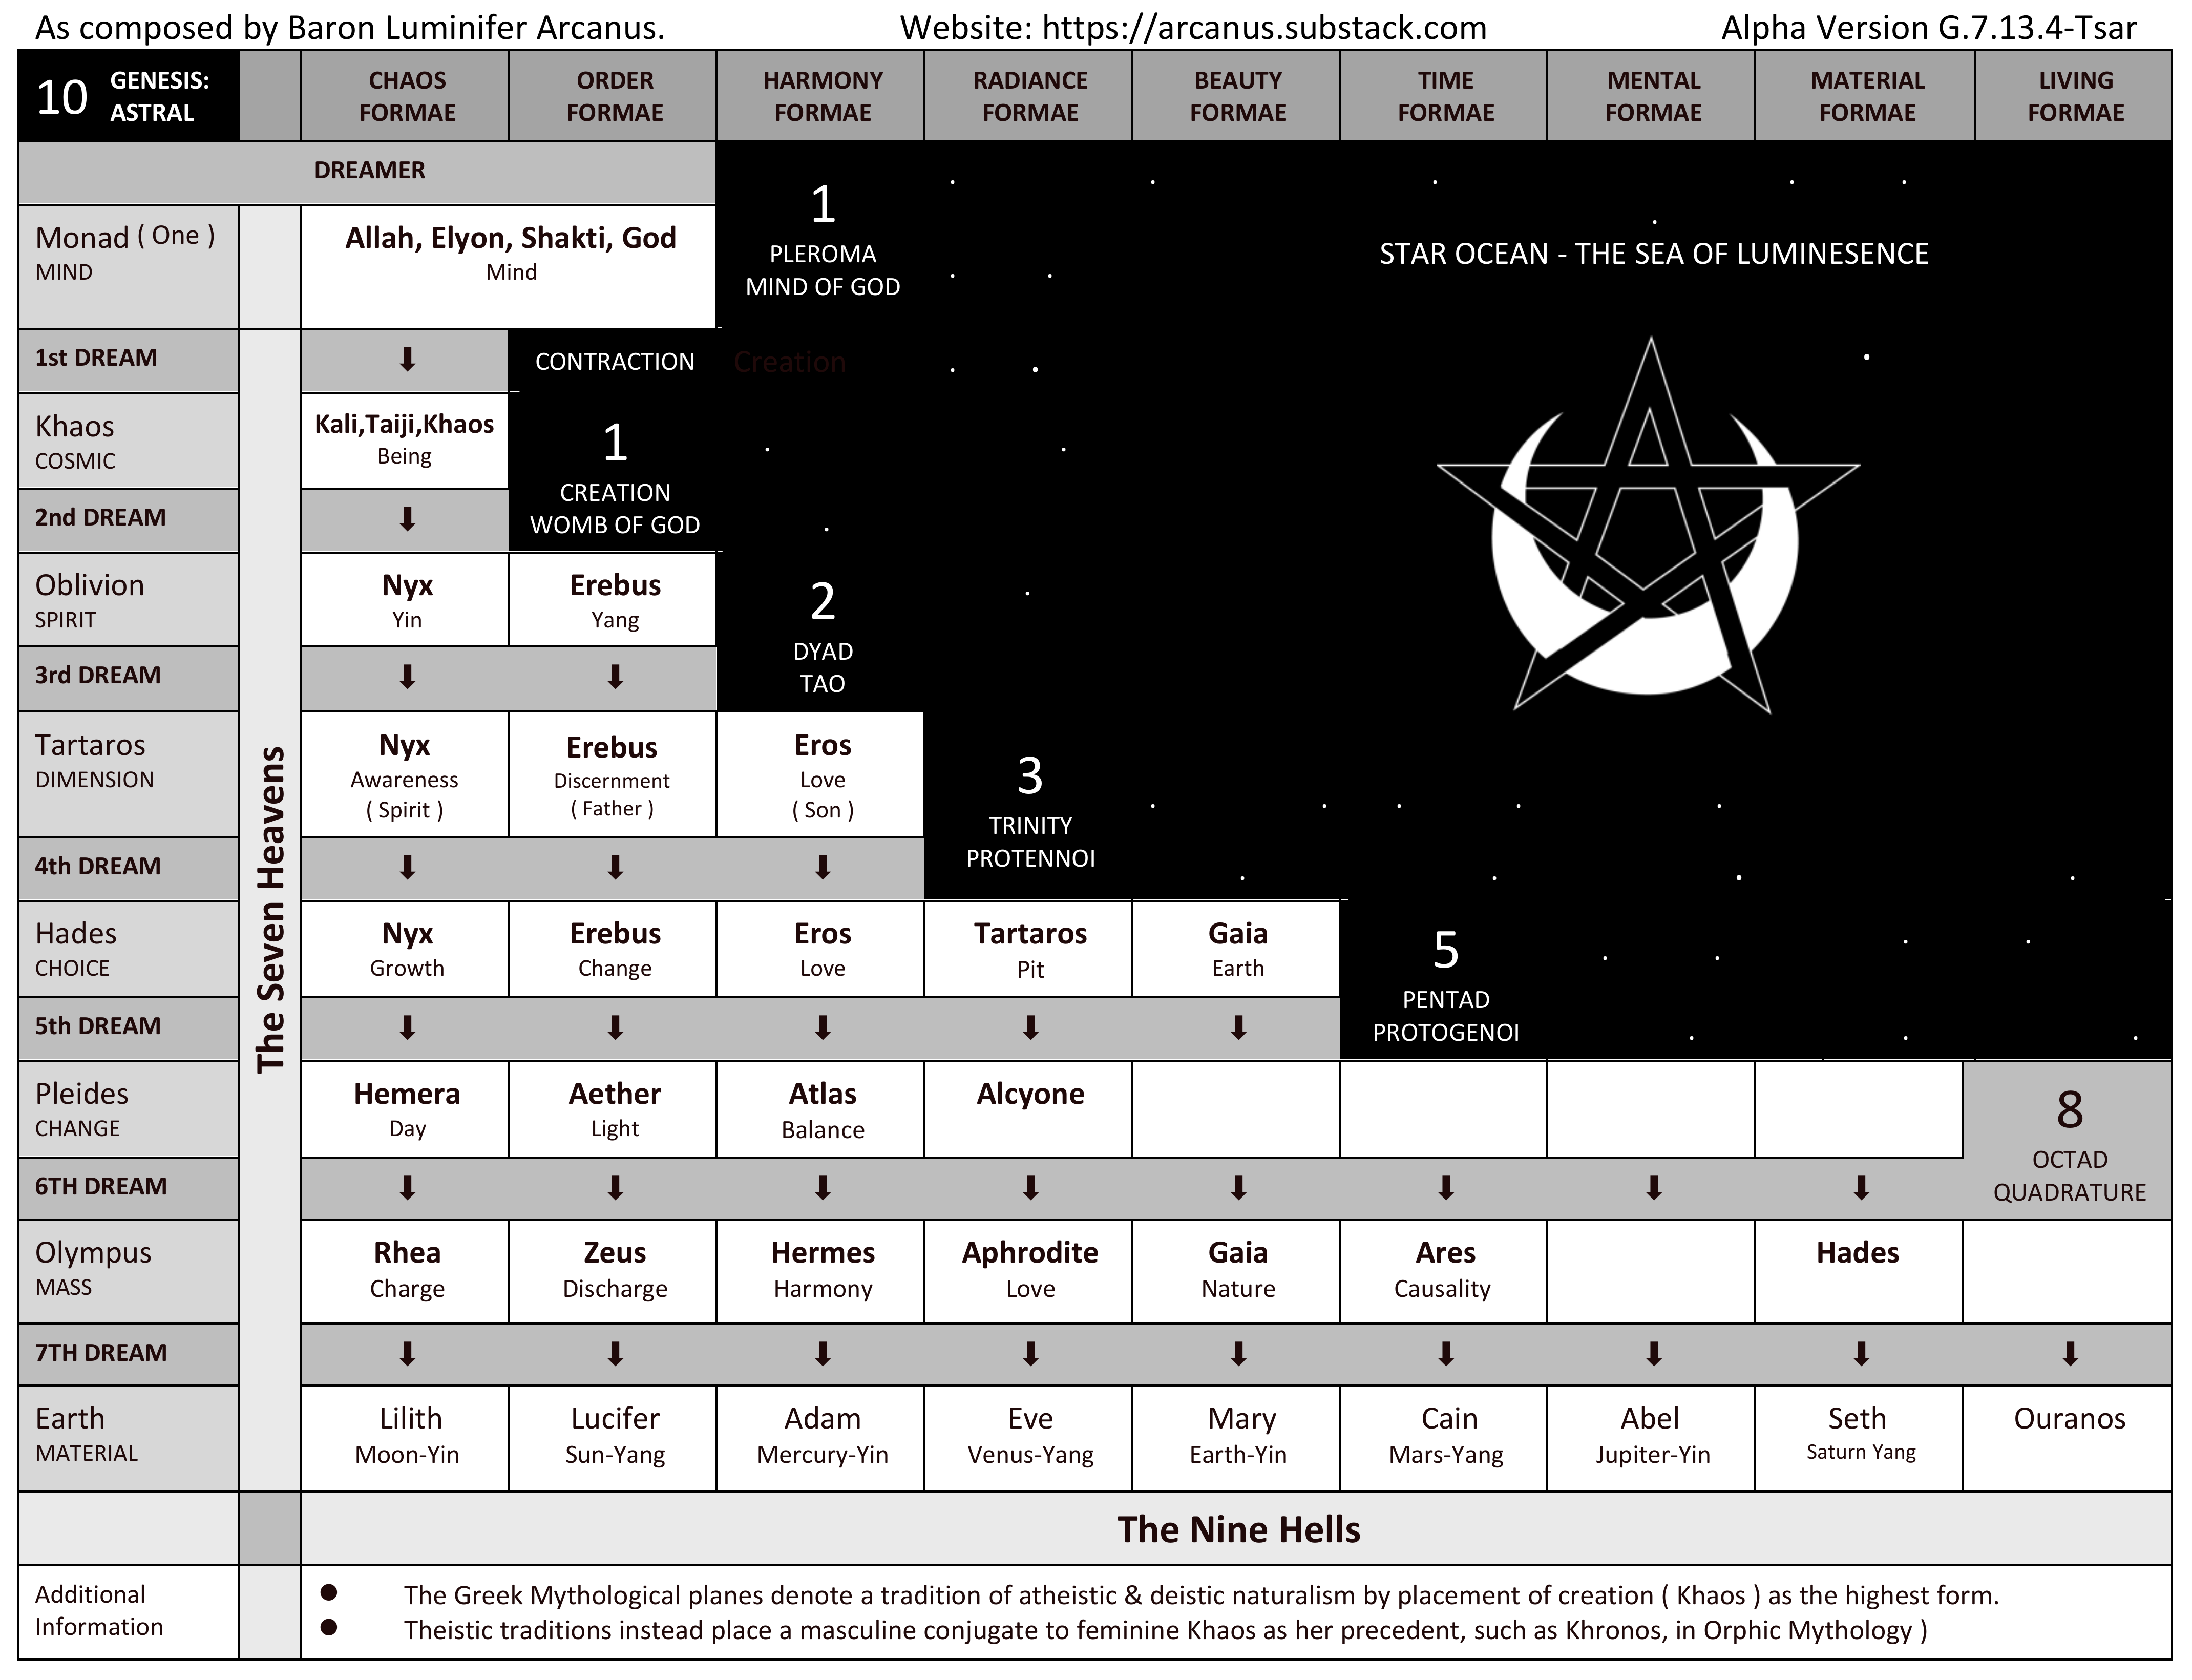 As composed by Baron Luminifer Arcanus. Website: https://arcanus.substack.com Alpha Version G.7.13.4-Tsar
10 GENESIS: ASTRAL
CHAOS FORMAE
ORDER FORMAE
HARMONY FORMAE
RADIANCE FORMAE
BEAUTY FORMAE
TIME FORMAE
MENTAL FORMAE
MATERIAL FORMAE
LIVING FORMAE
DREAMER
Monad ( One )
MIND
Allah, Elyon, Shakti, God
Mind
1
PLEROMA
MIND OF GOD
STAR OCEAN - THE SEA OF LUMINESENCE
1st DREAM
⬇
CONTRACTION
Creation
Khaos
COSMIC
Kali,Taiji,Khaos
Being
1
CREATION
WOMB OF GOD
2nd DREAM
⬇
Oblivion
SPIRIT
Nyx
Yin
Erebus
Yang
2
DYAD
TAO
3rd DREAM
⬇ ⬇
The Seven Heavens
Tartaros
DIMENSION
Nyx
Awareness
( Spirit )
Erebus
Discernment
( Father )
Eros
Love
( Son )
3
TRINITY
PROTENNOI
4th DREAM
⬇ ⬇ ⬇
Hades
CHOICE
Nyx
Growth
Erebus
Change
Eros
Love
Tartaros
Pit
Gaia
Earth
5
PENTAD
PROTOGENOI
5th DREAM
⬇ ⬇ ⬇ ⬇ ⬇
Pleides
CHANGE
Hemera
Day
Aether
Light
Atlas
Balance
Alcyone
8
OCTAD
QUADRATURE
6TH DREAM
⬇ ⬇ ⬇ ⬇ ⬇ ⬇ ⬇ ⬇
Olympus
MASS
Rhea
Charge
Zeus
Discharge
Hermes
Harmony
Aphrodite
Love
Gaia
Nature
Ares
Causality
Hades
7TH DREAM
⬇ ⬇ ⬇ ⬇ ⬇ ⬇ ⬇ ⬇ ⬇
Earth
MATERIAL
Lilith
Moon-Yin
Lucifer
Sun-Yang
Adam
Mercury-Yin
Eve
Venus-Yang
Mary
Earth-Yin
Cain
Mars-Yang
Abel
Jupiter-Yin
Seth
Saturn Yang
Ouranos
The Nine Hells
Additional
Information
● The Greek Mythological planes denote a tradition of atheistic & deistic naturalism by placement of creation ( Khaos ) as the highest form.
● Theistic traditions instead place a masculine conjugate to feminine Khaos as her precedent, such as Khronos, in Orphic Mythology )